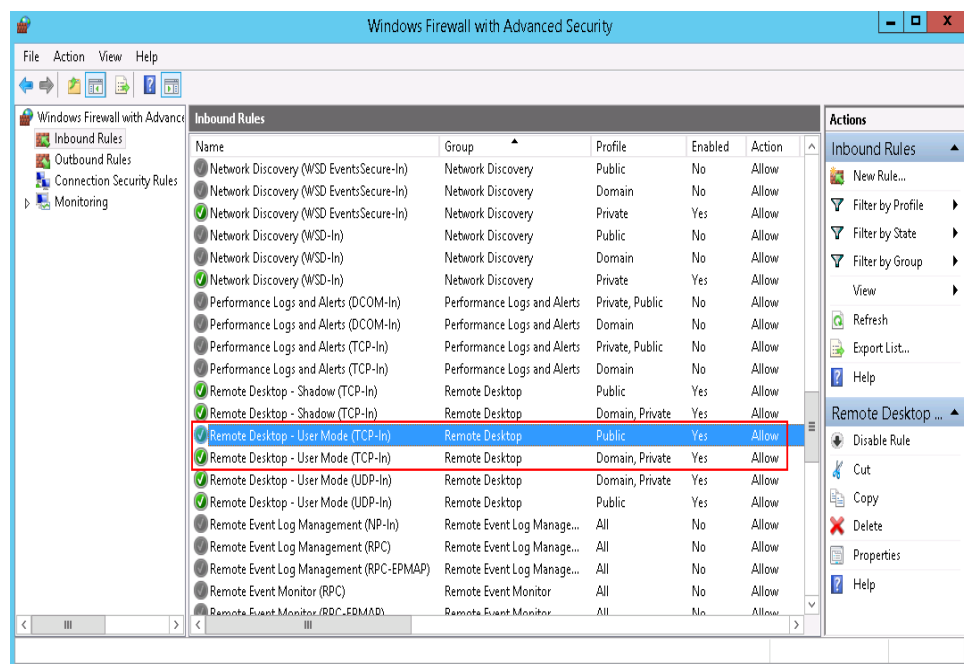 Windows Firewall with Advanced Security
File Action View Help
Windows Firewall with Advance
Inbound Rules
Outbound Rules
Connection Security Rules
Monitoring
Inbound Rules
Name Group Profile Enabled Action
Network Discovery (WSD EventsSecure-In) Network Discovery Public No Allow
Network Discovery (WSD EventsSecure-In) Network Discovery Domain No Allow
Network Discovery (WSD EventsSecure-In) Network Discovery Private Yes Allow
Network Discovery (WSD-In) Network Discovery Public No Allow
Network Discovery (WSD-In) Network Discovery Domain No Allow
Network Discovery (WSD-In) Network Discovery Private Yes Allow
Performance Logs and Alerts (DCOM-In) Performance Logs and Alerts Private, Public No Allow
Performance Logs and Alerts (DCOM-In) Performance Logs and Alerts Domain No Allow
Performance Logs and Alerts (TCP-In) Performance Logs and Alerts Private, Public No Allow
Performance Logs and Alerts (TCP-In) Performance Logs and Alerts Domain No Allow
Remote Desktop - Shadow (TCP-In) Remote Desktop Public Yes Allow
Remote Desktop - Shadow (TCP-In) Remote Desktop Domain, Private Yes Allow
Remote Desktop - User Mode (TCP-In) Remote Desktop Public Yes Allow
Remote Desktop - User Mode (TCP-In) Remote Desktop Domain, Private Yes Allow
Remote Desktop - User Mode (UDP-In) Remote Desktop Domain, Private Yes Allow
Remote Desktop - User Mode (UDP-In) Remote Desktop Public Yes Allow
Remote Event Log Management (NP-In) Remote Event Log Manage... All No Allow
Remote Event Log Management (RPC) Remote Event Log Manage... All No Allow
Remote Event Log Management (RPC-EPMAP) Remote Event Log Manage... All No Allow
Remote Event Monitor (RPC) Remote Event Monitor All No Allow
Remote Event Monitor (RPC-EPMAP) Remote Event Monitor All No Allow
Actions
Inbound Rules
New Rule...
Filter by Profile
Filter by State
Filter by Group
View
Refresh
Export List...
Help
Remote Desktop ...
Disable Rule
Cut
Copy
Delete
Properties
Help